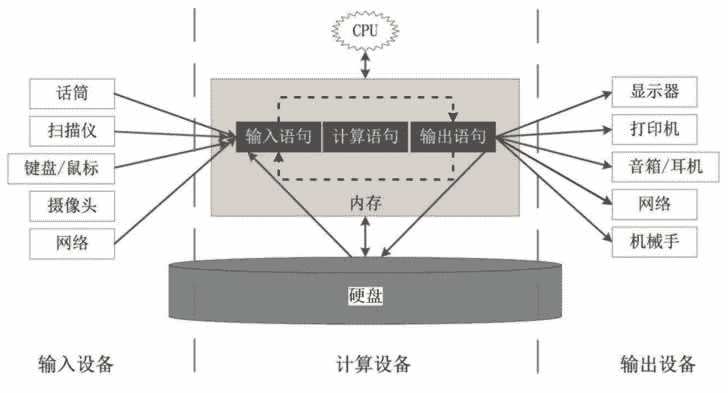 CPU
话筒
扫描仪
键盘/鼠标
摄像头
网络
输入语句 计算语句 输出语句
内存
硬盘
显示器
打印机
音箱/耳机
网络
机械手
输入设备 计算设备 输出设备